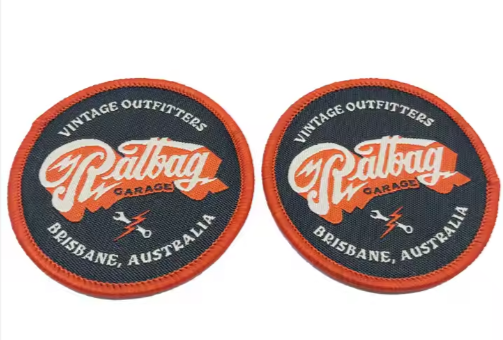 VINTAGE OUTFITTERS
Ratbag
GARAGE
BRISBANE, AUSTRALIA
VINTAGE OUTFITTERS
Ratbag
GARAGE
BRISBANE, AUSTRALIA